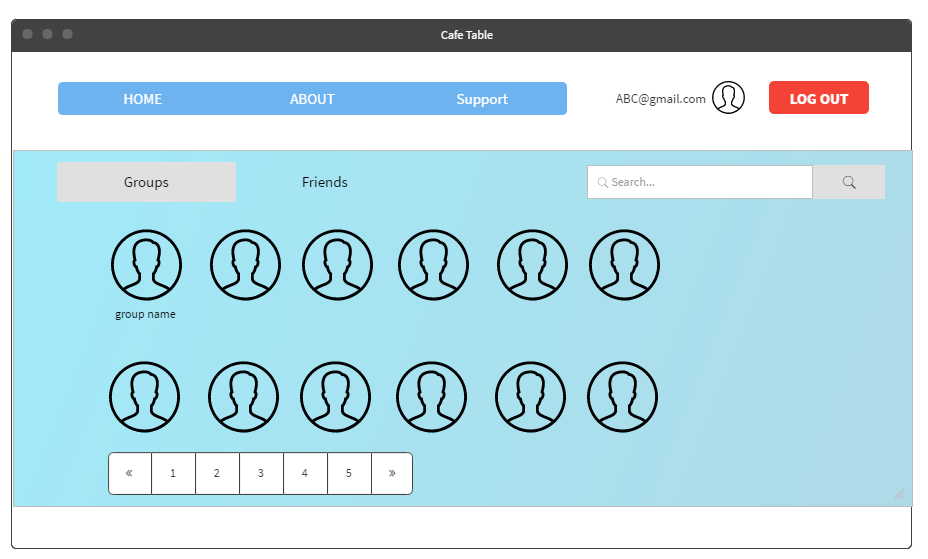 Cafe Table
HOME ABOUT Support
ABC@gmail.com
LOG OUT
Groups Friends
Search...
group name
« 1 2 3 4 5 »